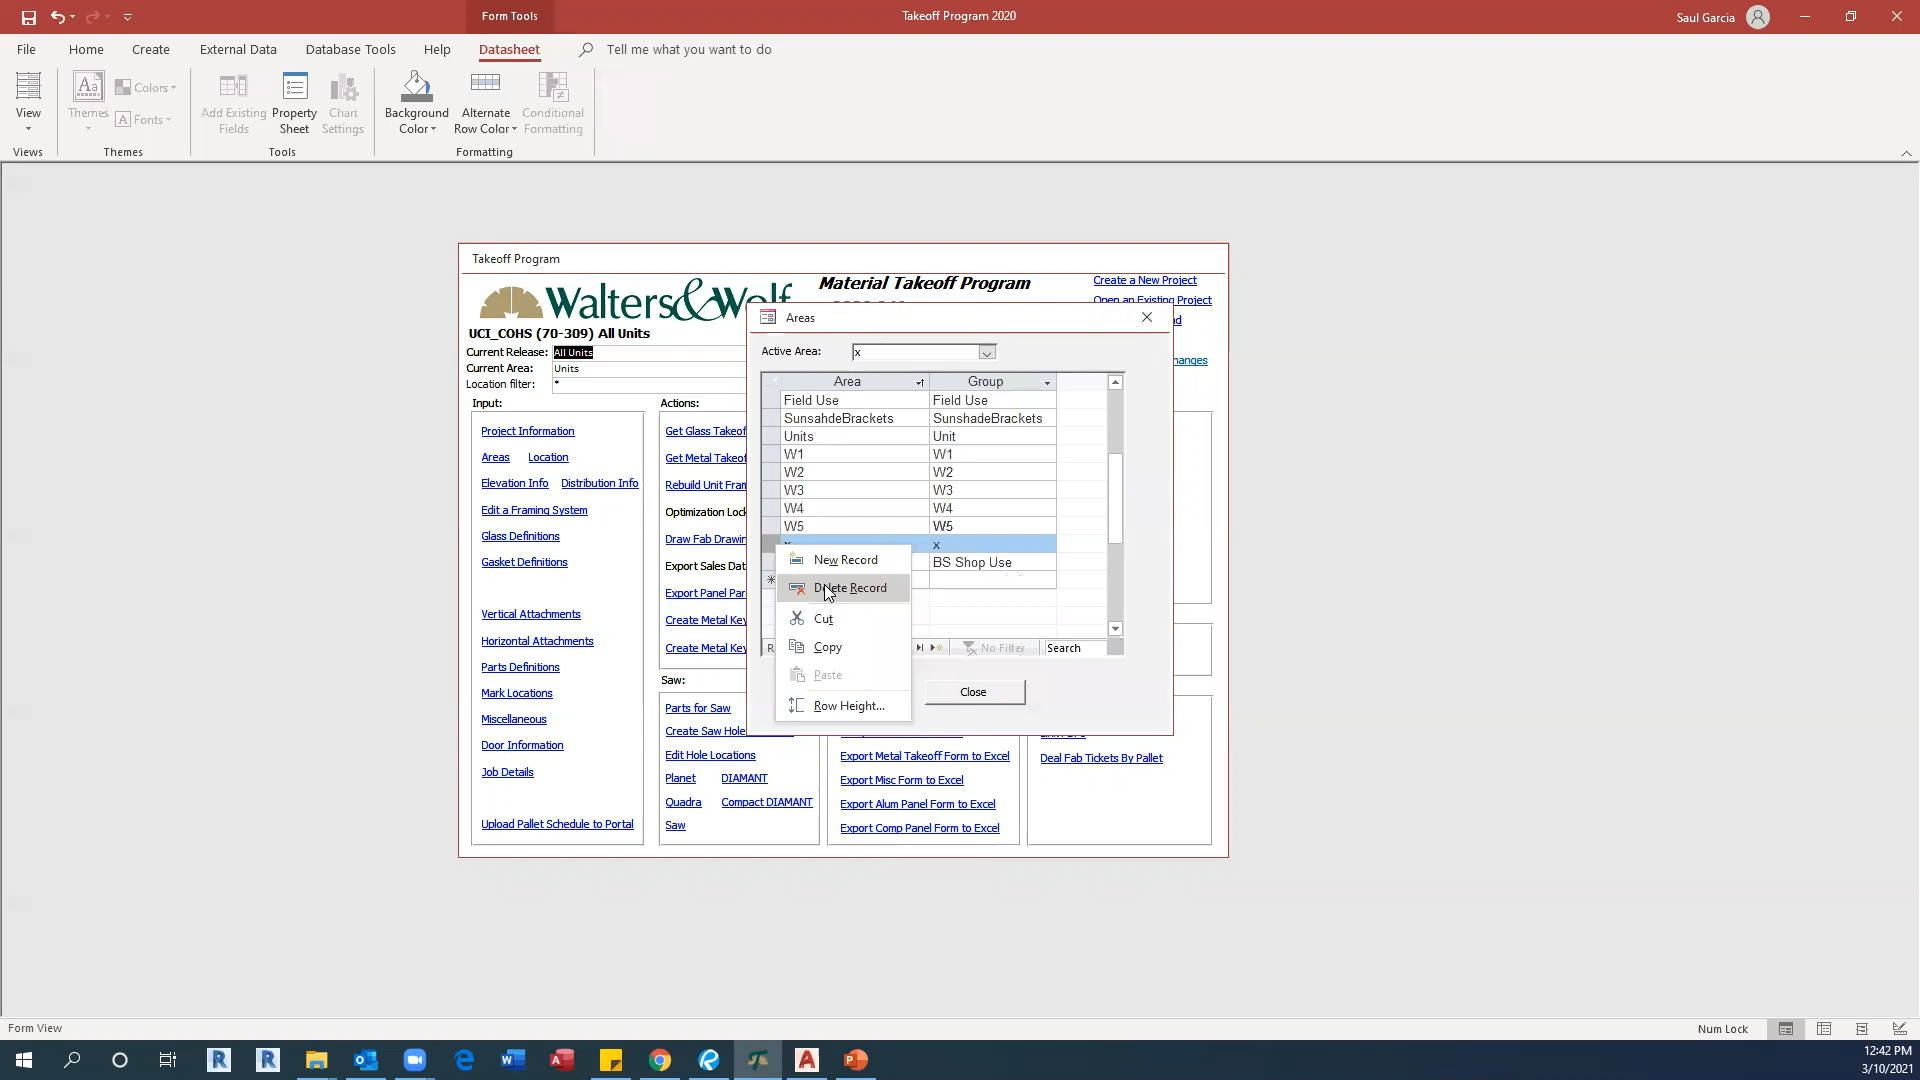 Form Tools
Takeoff Program 2020
Saul Garcia
File Home Create External Data Database Tools Help Datasheet Tell me what you want to do
View
Themes
Colors
Fonts
Add Existing Fields
Property Sheet
Chart Settings
Background Color
Alternate Row Color
Conditional Formatting
Views Themes Tools Formatting
Takeoff Program
Walters&Wolf
Material Takeoff Program
Create a New Project
Open an Existing Project
UCI_COHS (70-309) All Units
Current Release: All Units
Current Area: Units
Location filter: *
Input:
Project Information
Areas Location
Elevation Info Distribution Info
Edit a Framing System
Glass Definitions
Gasket Definitions
Vertical Attachments
Horizontal Attachments
Parts Definitions
Mark Locations
Miscellaneous
Door Information
Job Details
Upload Pallet Schedule to Portal
Actions:
Get Glass Takeof
Get Metal Takeof
Rebuild Unit Fram
Optimization Lock
Draw Fab Drawin
Export Sales Dat
Export Panel Par
Create Metal Key
Create Metal Key
Saw:
Parts for Saw
Create Saw Hole
Edit Hole Locations
Planet DIAMANT
Quadra Compact DIAMANT
Saw
Export Metal Takeoff Form to Excel
Export Misc Form to Excel
Export Alum Panel Form to Excel
Export Comp Panel Form to Excel
Deal Fab Tickets By Pallet
nd
hanges
Areas
Active Area: x
Area Group
Field Use Field Use
SunsahdeBrackets SunshadeBrackets
Units Unit
W1 W1
W2 W2
W3 W3
W4 W4
W5 W5
x x
BS Shop Use
R
No Filter Search
Close
New Record
Delete Record
Cut
Copy
Paste
Row Height...
Form View
Num Lock
12:42 PM
3/10/2021